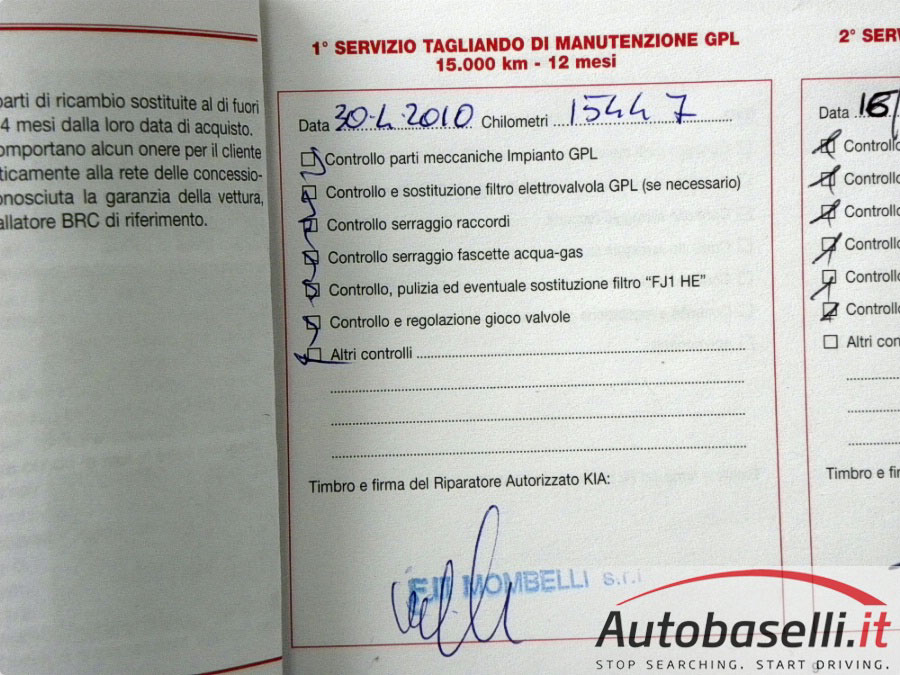 parti di ricambio sostituite al di fuori
4 mesi dalla loro data di acquisto.
omportano alcun onere per il cliente
ticamente alla rete delle concessio-
onosciuta la garanzia della vettura,
allatore BRC di riferimento.
1° SERVIZIO TAGLIANDO DI MANUTENZIONE GPL
15.000 km - 12 mesi
Data 30.4.2010 Chilometri 15447
Controllo parti meccaniche Impianto GPL
Controllo e sostituzione filtro elettrovalvola GPL (se necessario)
Controllo serraggio raccordi
Controllo serraggio fascette acqua-gas
Controllo, pulizia ed eventuale sostituzione filtro “FJ1 HE”
Controllo e regolazione gioco valvole
Altri controlli
Timbro e firma del Riparatore Autorizzato KIA:
F.lli MOMBELLI s.r.l.
2° SERV
Data 16/
Controllo
Controllo
Controllo
Controllo
Controllo
Controllo
Altri con
Timbro e fir
Autobaselli.it
STOP SEARCHING. START DRIVING.